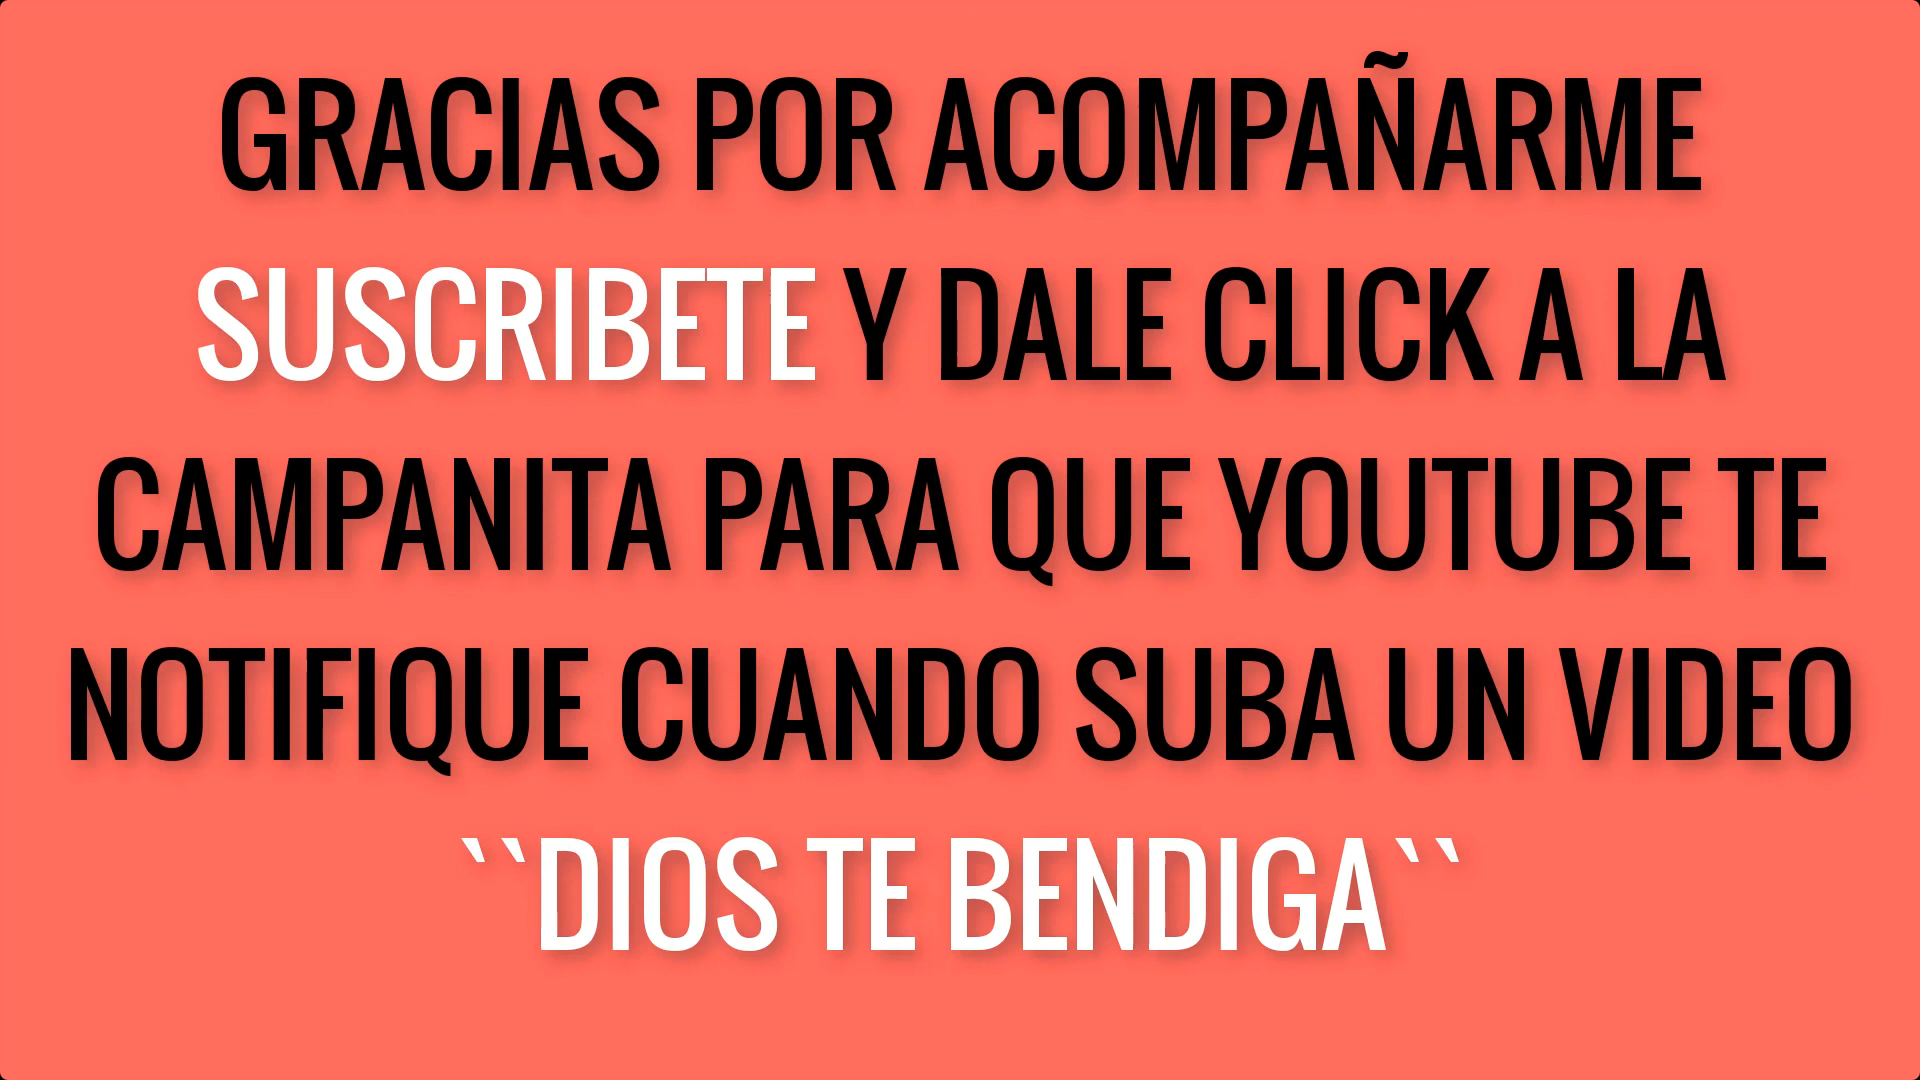 GRACIAS POR ACOMPAÑARME
SUSCRIBETE Y DALE CLICK A LA
CAMPANITA PARA QUE YOUTUBE TE
NOTIFIQUE CUANDO SUBA UN VIDEO
``DIOS TE BENDIGA``